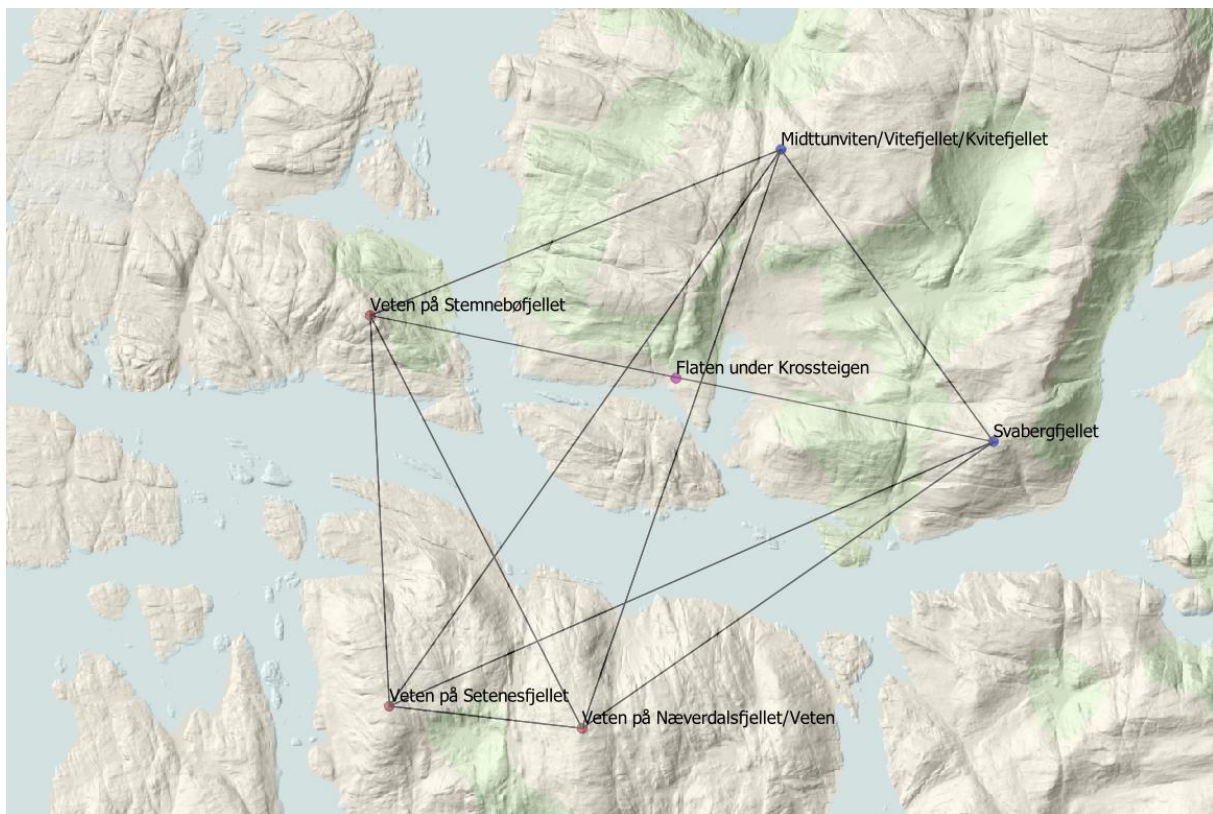 Midttunviten/Vitefjellet/Kvitefjellet
Veten på Stemnebøfjellet
Flaten under Krossteigen
Svabergfjellet
Veten på Setenesfjellet
Veten på Næverdalsfjellet/Veten